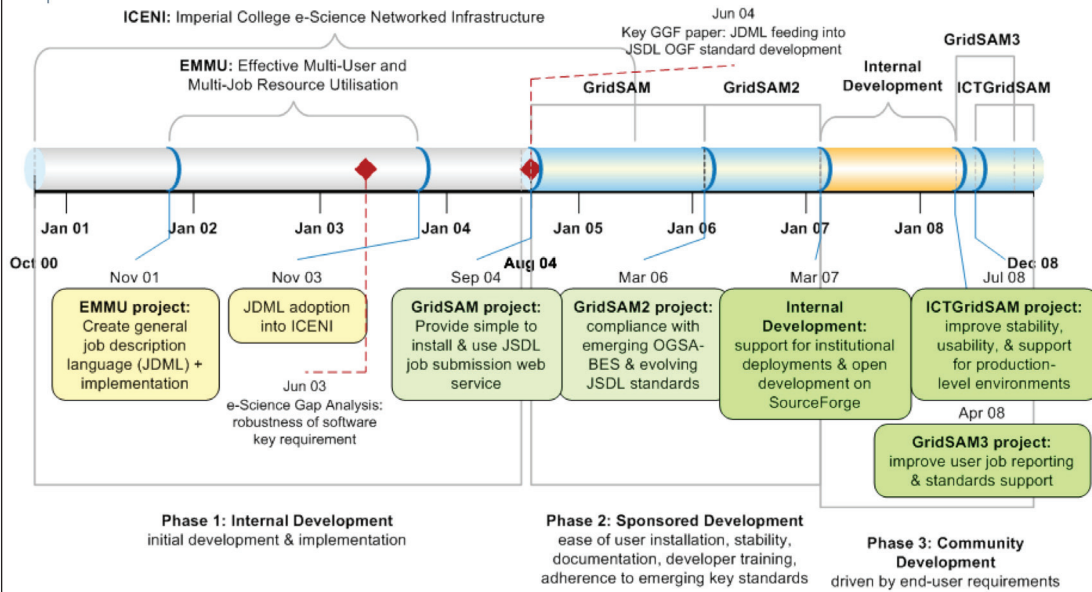 ICENI: Imperial College e-Science Networked Infrastructure
Jun 04
Key GGF paper: JDML feeding into
JSDL OGF standard development
EMMU: Effective Multi-User and
Multi-Job Resource Utilisation
GridSAM
GridSAM2
Internal
Development
GridSAM3
ICTGridSAM
Jan 01
Jan 02
Jan 03
Jan 04
Jan 05
Jan 06
Jan 07
Jan 08
Oct 00
Aug 04
Dec 08
Nov 01
EMMU project:
Create general
job description
language (JDML) +
implementation
Nov 03
JDML adoption
into ICENI
Jun 03
e-Science Gap Analysis:
robustness of software
key requirement
Sep 04
GridSAM project:
Provide simple to
install & use JSDL
job submission web
service
Mar 06
GridSAM2 project:
compliance with
emerging OGSA-
BES & evolving
JSDL standards
Mar 07
Internal
Development:
support for institutional
deployments & open
development on
SourceForge
Jul 08
ICTGridSAM project:
improve stability,
usability, & support
for production-
level environments
Apr 08
GridSAM3 project:
improve user job reporting
& standards support
Phase 1: Internal Development
initial development & implementation
Phase 2: Sponsored Development
ease of user installation, stability,
documentation, developer training,
adherence to emerging key standards
Phase 3: Community
Development
driven by end-user requirements